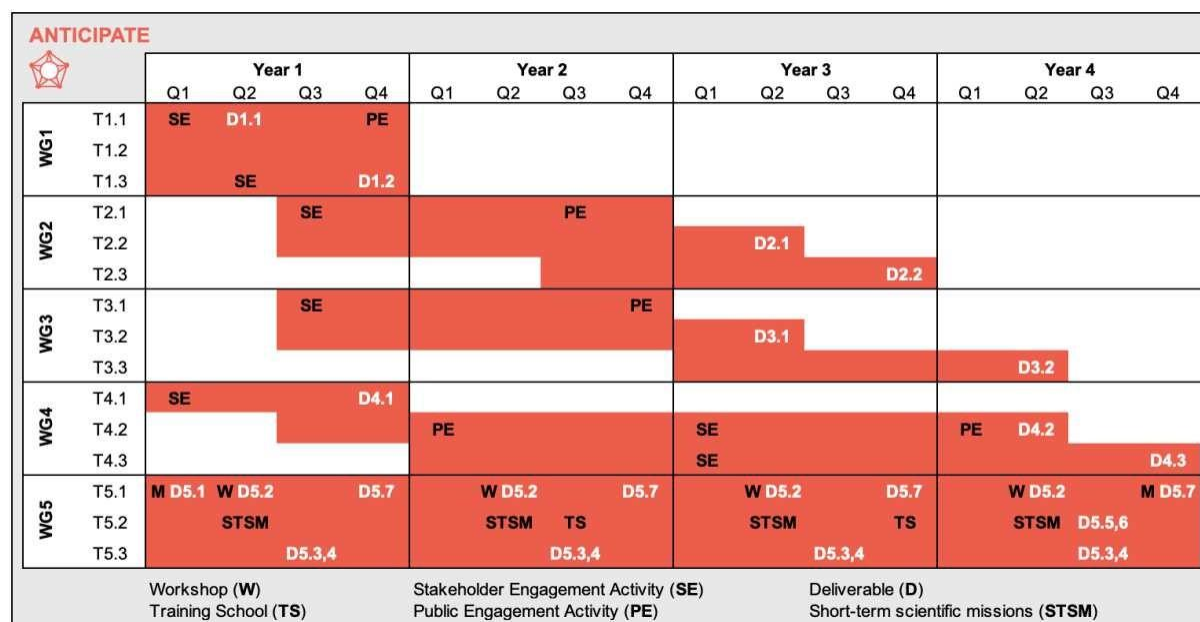 ANTICIPATE
Year 1 Year 2 Year 3 Year 4
Q1 Q2 Q3 Q4 Q1 Q2 Q3 Q4 Q1 Q2 Q3 Q4 Q1 Q2 Q3 Q4
WG1
T1.1 SE D1.1 PE
T1.2
T1.3 SE D1.2
WG2
T2.1 SE PE
T2.2 D2.1
T2.3 D2.2
WG3
T3.1 SE PE
T3.2 D3.1
T3.3 D3.2
WG4
T4.1 SE D4.1
T4.2 PE SE PE D4.2
T4.3 SE D4.3
WG5
T5.1 M D5.1 W D5.2 D5.7 W D5.2 D5.7 W D5.2 D5.7 W D5.2 M D5.7
T5.2 STSM STSM TS STSM TS STSM D5.5,6
T5.3 D5.3,4 D5.3,4 D5.3,4 D5.3,4
Workshop (W) Stakeholder Engagement Activity (SE) Deliverable (D)
Training School (TS) Public Engagement Activity (PE) Short-term scientific missions (STSM)